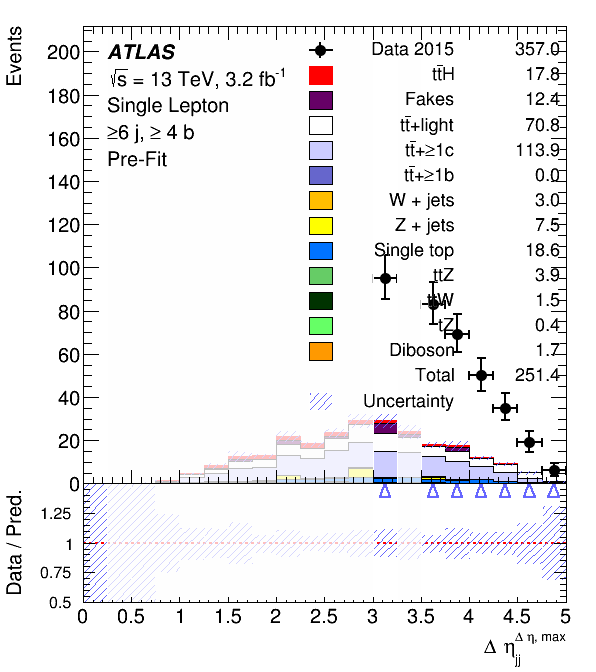 Events
ATLAS
√s = 13 TeV, 3.2 fb⁻¹
Single Lepton
≥6 j, ≥ 4 b
Pre-Fit
Data 2015 357.0
tt̄H 17.8
Fakes 12.4
tt̄+light 70.8
tt̄+≥1c 113.9
tt̄+≥1b 0.0
W + jets 3.0
Z + jets 7.5
Single top 18.6
ttZ 3.9
ttW 1.5
tZ 0.4
Diboson 1.7
Total 251.4
Uncertainty
200
180
160
140
120
100
80
60
40
20
0
Data / Pred.
1.25
1
0.75
0.5
0 0.5 1 1.5 2 2.5 3 3.5 4 4.5 5
Δ η_jj^{Δ η, max}